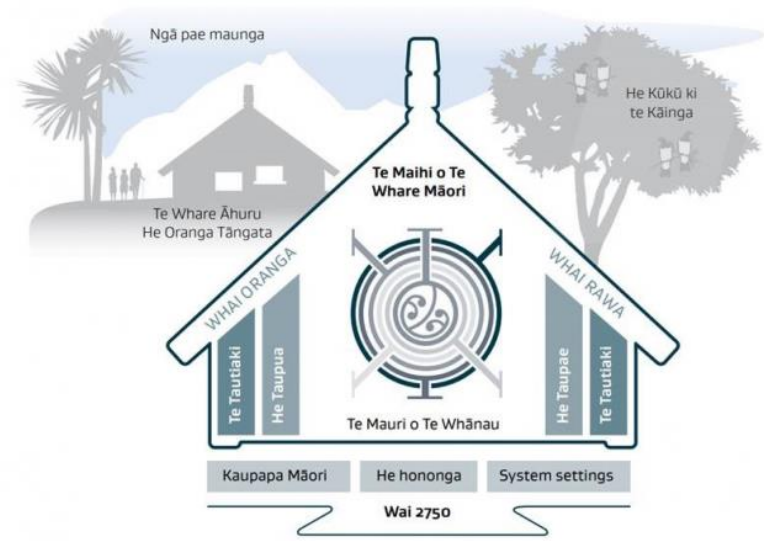 Ngā pae maunga
He Kūkū ki
te Kāinga
Te Maihi o Te
Whare Māori
Te Whare Āhuru
He Oranga Tāngata
WHAI ORANGA
WHAI RAWA
Te Tautiaki
He Taupua
He Taupae
Te Tautiaki
Te Mauri o Te Whānau
Kaupapa Māori
He hononga
System settings
Wai 2750